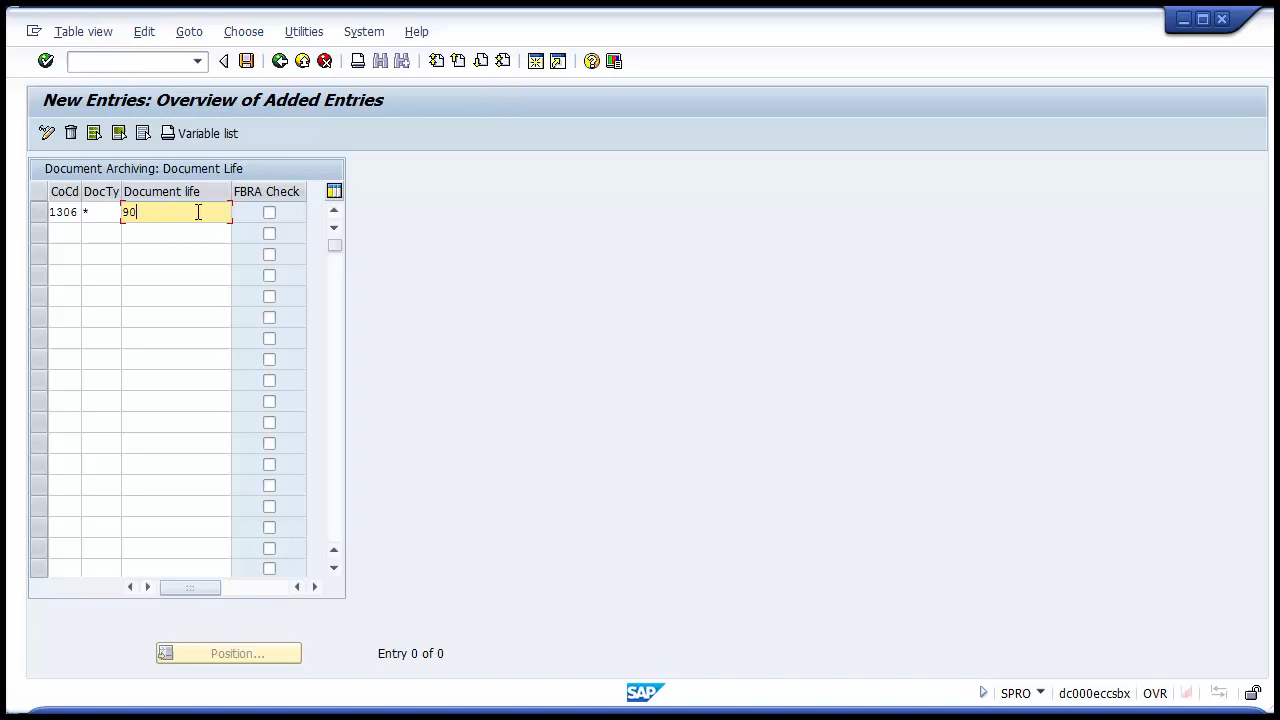 Table view Edit Goto Choose Utilities System Help
New Entries: Overview of Added Entries
Variable list
Document Archiving: Document Life
CoCd DocTy Document life FBRA Check
1306 * 90
Position... Entry 0 of 0
SAP SPRO dc000eccsbx OVR